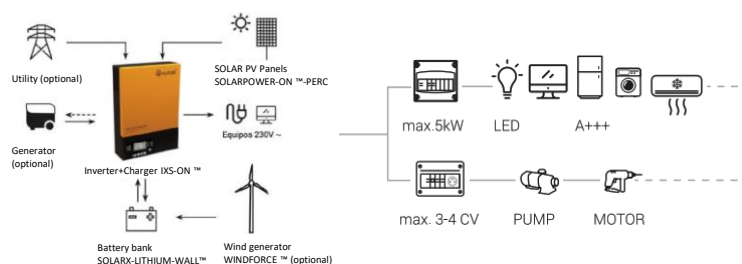 Utility (optional)
SOLAR PV Panels
SOLARPOWER-ON ™-PERC
Generator
(optional)
Equipos 230V ~
Inverter+Charger IXS-ON ™
Battery bank
SOLARX-LITHIUM-WALL™
Wind generator
WINDFORCE ™ (optional)
max.5kW
LED
A+++
max. 3-4 CV
PUMP
MOTOR